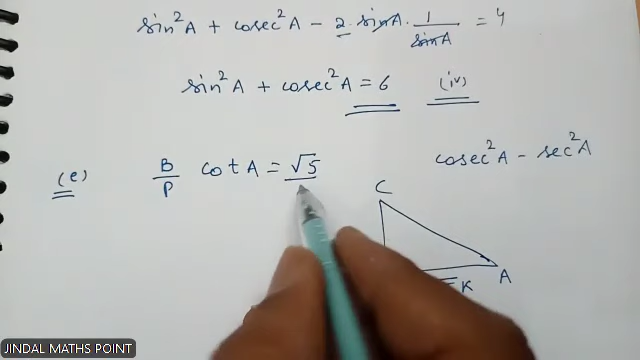 sin²A + cosec²A - 2 sinA . 1/sinA = 4
sin²A + cosec²A = 6 (iv)
cosec²A - sec²A
(e) B/P cot A = √5
C
A
K
JINDAL MATHS POINT